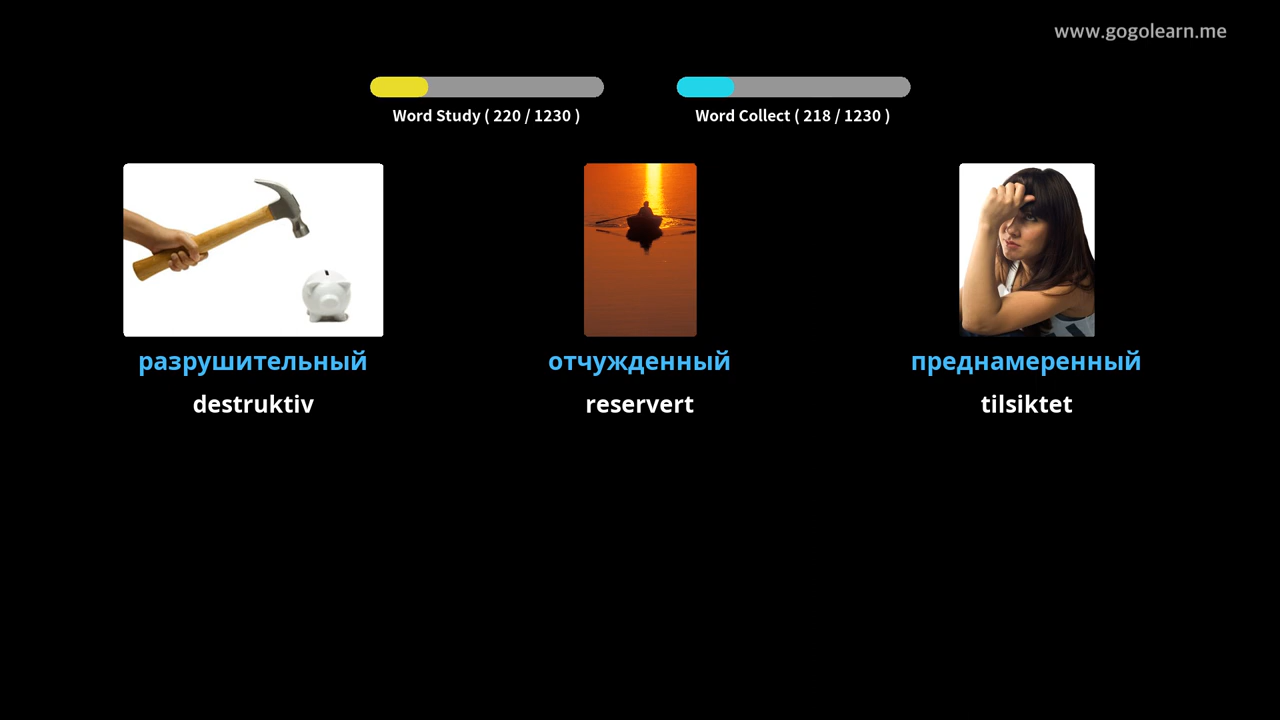 www.gogolearn.me
Word Study ( 220 / 1230 )
Word Collect ( 218 / 1230 )
разрушительный
отчужденный
преднамеренный
destruktiv
reservert
tilsiktet